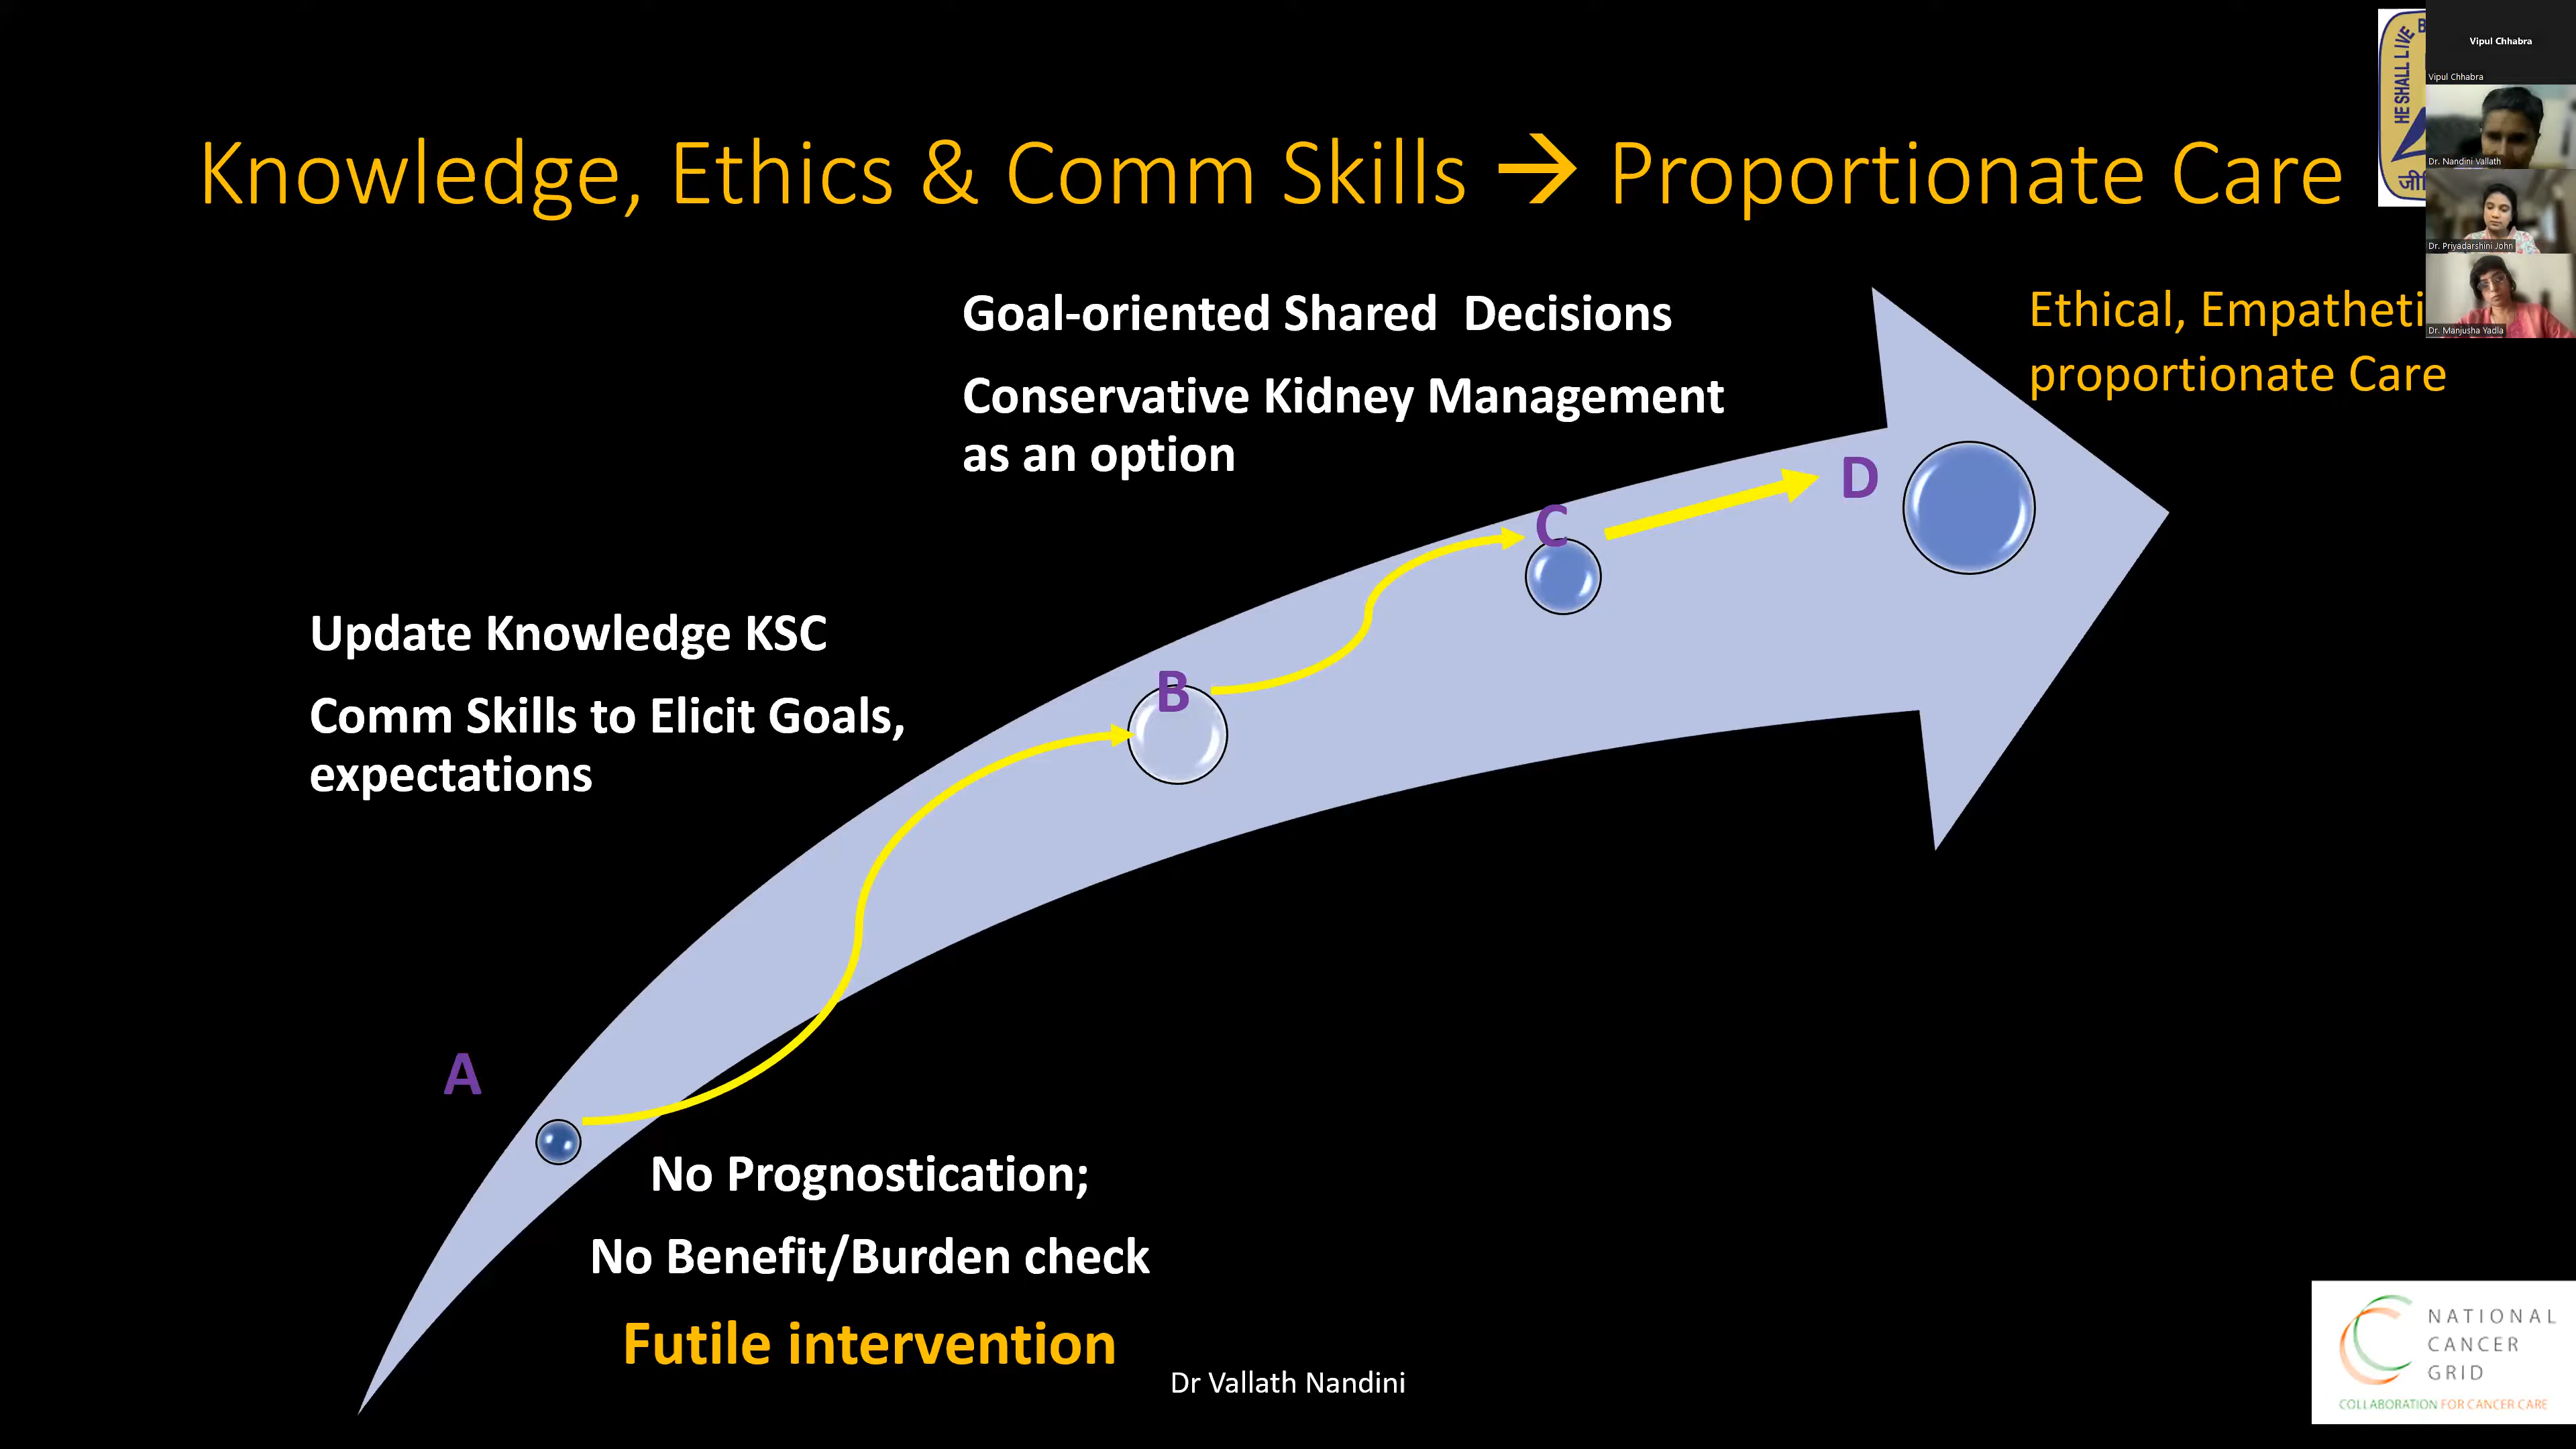 Knowledge, Ethics & Comm Skills → Proportionate Care
HE SHALL LIVE
B
जी
Vipul Chhabra
Vipul Chhabra
Dr. Nandini Vallath
Dr. Priyadarshini John
Dr. Manjusha Yadla
Goal-oriented Shared Decisions
Conservative Kidney Management
as an option
Ethical, Empatheti
proportionate Care
D
C
Update Knowledge KSC
Comm Skills to Elicit Goals,
expectations
B
A
No Prognostication;
No Benefit/Burden check
Futile intervention
Dr Vallath Nandini
NATIONAL
CANCER
GRID
COLLABORATION FOR CANCER CARE